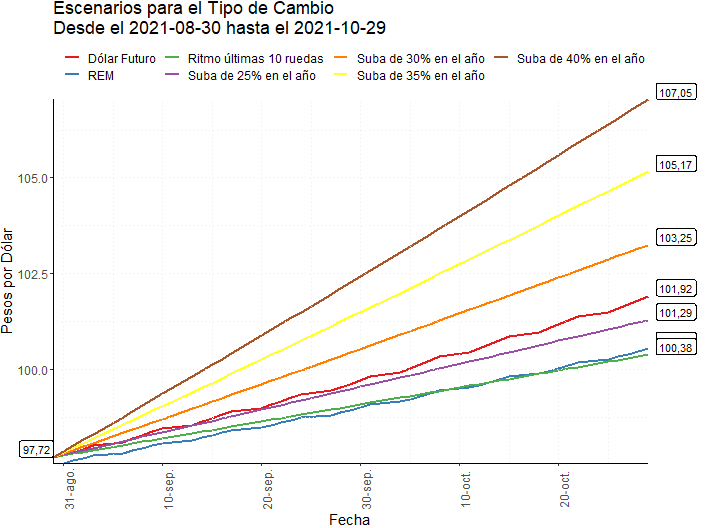 Escenarios para el Tipo de Cambio
Desde el 2021-08-30 hasta el 2021-10-29
Dólar Futuro
Ritmo últimas 10 ruedas
Suba de 30% en el año
Suba de 40% en el año
REM
Suba de 25% en el año
Suba de 35% en el año
107,05
105,17
103,25
101,92
101,29
100,38
97,72
105.0
102.5
100.0
Pesos por Dólar
31-ago.
10-sep.
20-sep.
30-sep.
10-oct.
20-oct.
Fecha